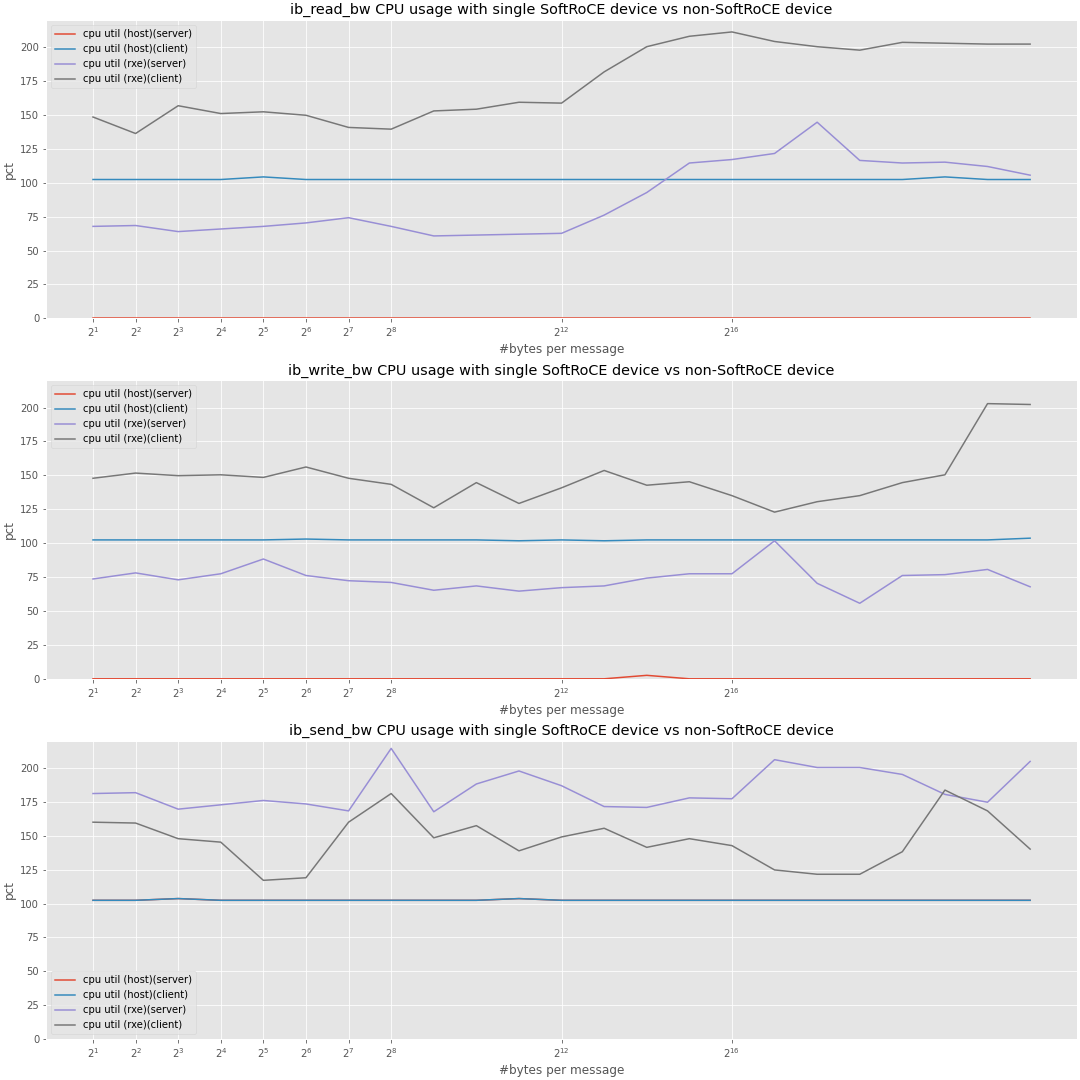 ib_read_bw CPU usage with single SoftRoCE device vs non-SoftRoCE device
cpu util (host)(server)
cpu util (host)(client)
cpu util (rxe)(server)
cpu util (rxe)(client)
200
175
150
125
100
75
50
25
0
pct
2^1 2^2 2^3 2^4 2^5 2^6 2^7 2^8 2^12 2^16
#bytes per message
ib_write_bw CPU usage with single SoftRoCE device vs non-SoftRoCE device
cpu util (host)(server)
cpu util (host)(client)
cpu util (rxe)(server)
cpu util (rxe)(client)
200
175
150
125
100
75
50
25
0
pct
2^1 2^2 2^3 2^4 2^5 2^6 2^7 2^8 2^12 2^16
#bytes per message
ib_send_bw CPU usage with single SoftRoCE device vs non-SoftRoCE device
200
175
150
125
100
75
50
25
0
pct
cpu util (host)(server)
cpu util (host)(client)
cpu util (rxe)(server)
cpu util (rxe)(client)
2^1 2^2 2^3 2^4 2^5 2^6 2^7 2^8 2^12 2^16
#bytes per message